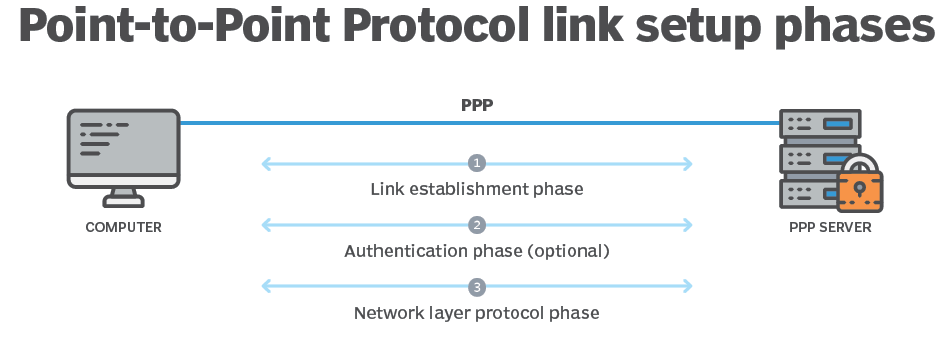 Point-to-Point Protocol link setup phases
PPP
1
Link establishment phase
COMPUTER
PPP SERVER
2
Authentication phase (optional)
3
Network layer protocol phase